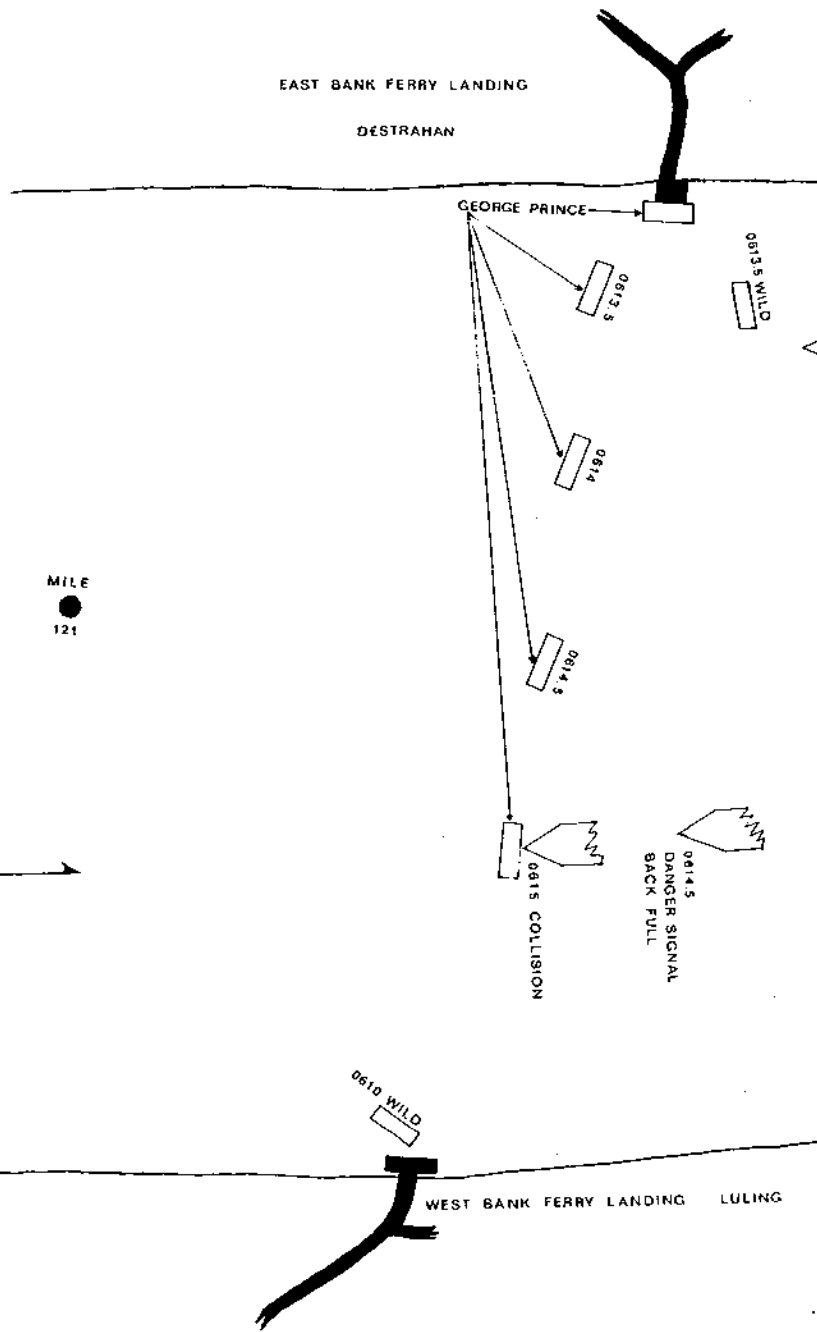 EAST BANK FERRY LANDING
DESTRAHAN
GEORGE PRINCE
0613.5
0613.5 WILD
0614
MILE
121
0614.5
0614.5
DANGER SIGNAL
BACK FULL
0615 COLLISION
0610 WILD
WEST BANK FERRY LANDING LULING